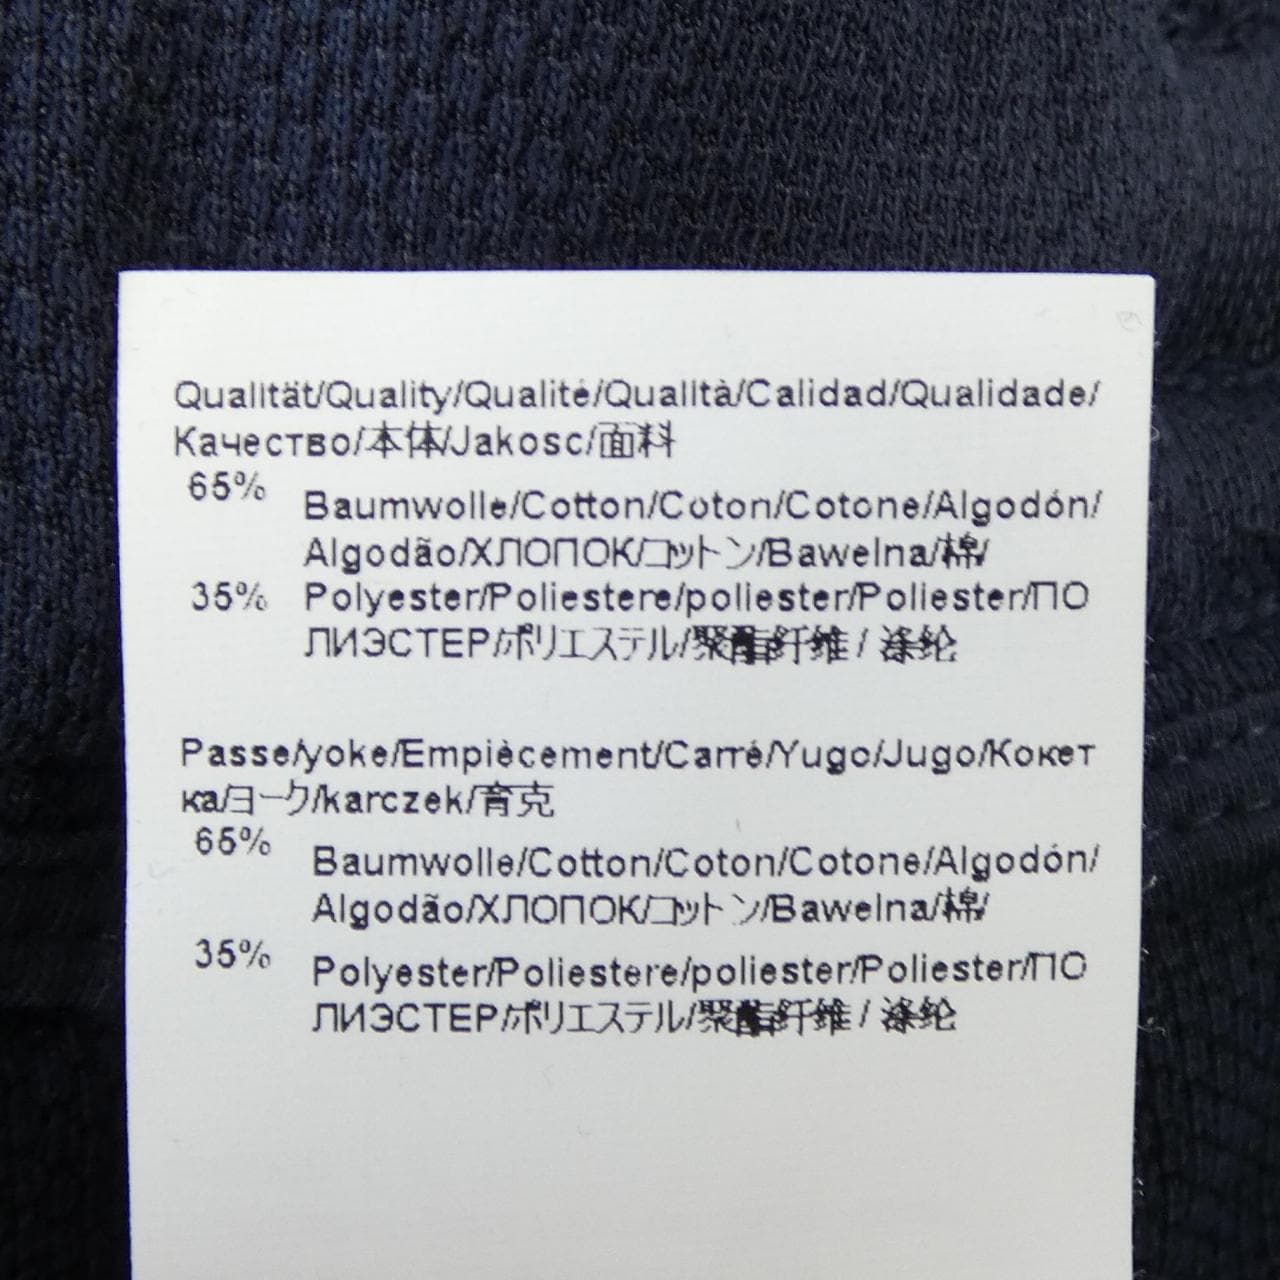 Qualität/Quality/Qualité/Qualltà/Calidad/Qualidade/
Качество/本体/Jakosc/面料
65%
Baumwolle/Cotton/Coton/Cotone/Algodón/
Algodão/ХЛОПОК/コットン/Bawelna/棉/
35% Polyester/Poliestere/poliester/Poliester/ПО
ЛИЭСТЕР/ポリエステル/聚酯纤维 / 涤纶
Passe/yoke/Empiècement/Carré/Yugo/Jugo/Кокет
ка/ヨーク/karczek/育克
65%
Baumwolle/Cotton/Coton/Cotone/Algodón/
Algodão/ХЛОПОК/コットン/Bawelna/棉/
35%
Polyester/Poliestere/poliester/Poliester/ПО
ЛИЭСТЕР/ポリエステル/聚酯纤维 / 涤纶